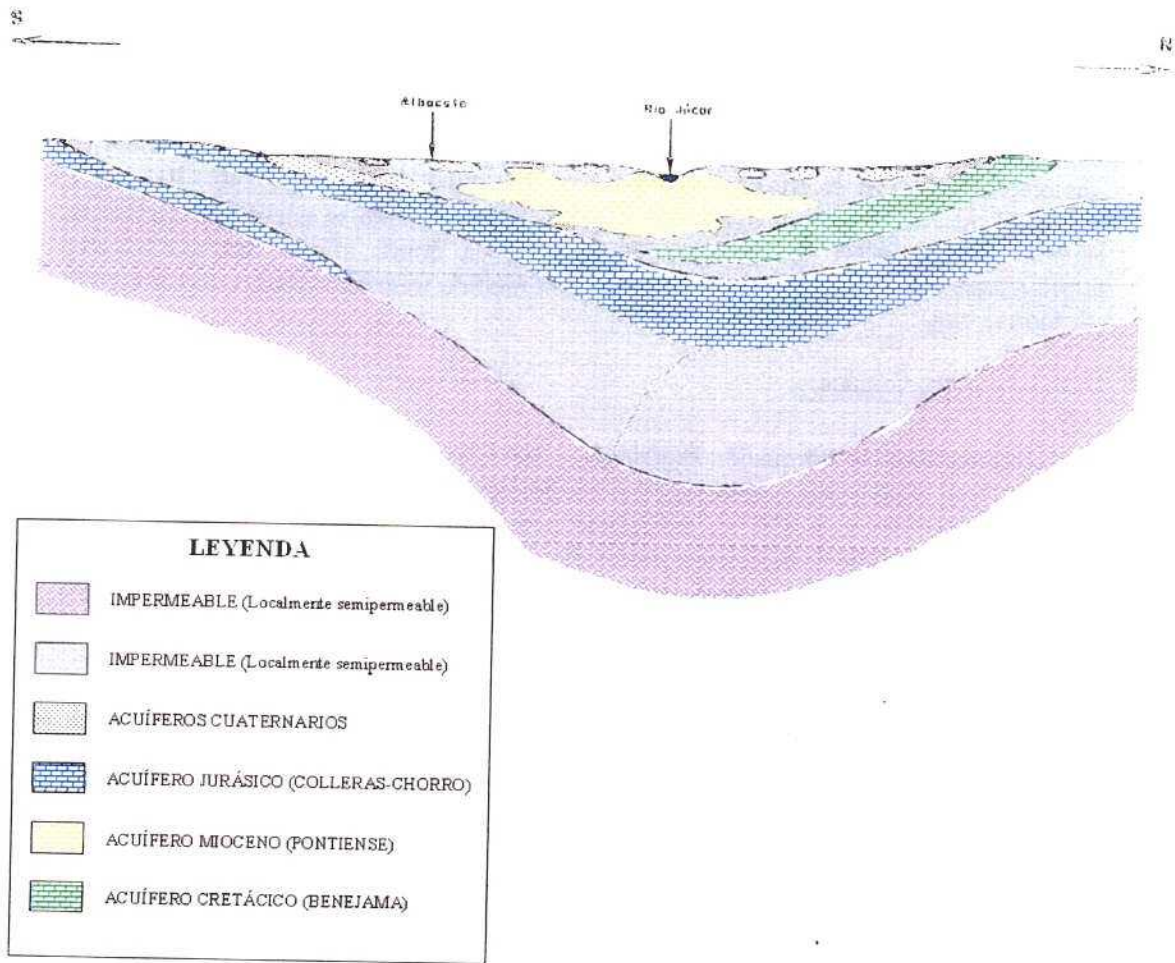 S
N
Albacete
Río Júcar
LEYENDA
IMPERMEABLE (Localmente semipermeable)
IMPERMEABLE (Localmente semipermeable)
ACUÍFEROS CUATERNARIOS
ACUÍFERO JURÁSICO (COLLERAS-CHORRO)
ACUÍFERO MIOCENO (PONTIENSE)
ACUÍFERO CRETÁCICO (BENEJAMA)